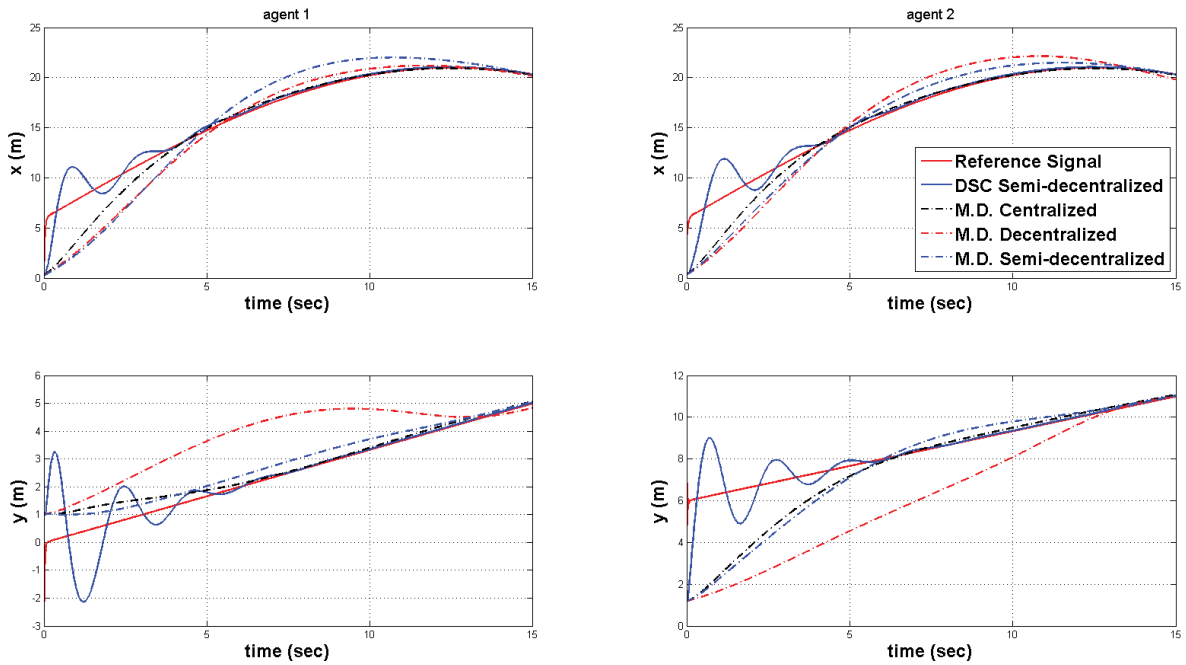 agent 1
25
20
15
10
5
0
x (m)
0 5 10 15
time (sec)
agent 2
25
20
15
10
5
0
x (m)
0 5 10 15
time (sec)
Reference Signal
DSC Semi-decentralized
M.D. Centralized
M.D. Decentralized
M.D. Semi-decentralized
6
5
4
3
2
1
0
-1
-2
-3
y (m)
0 5 10 15
time (sec)
12
10
8
6
4
2
0
y (m)
0 5 10 15
time (sec)